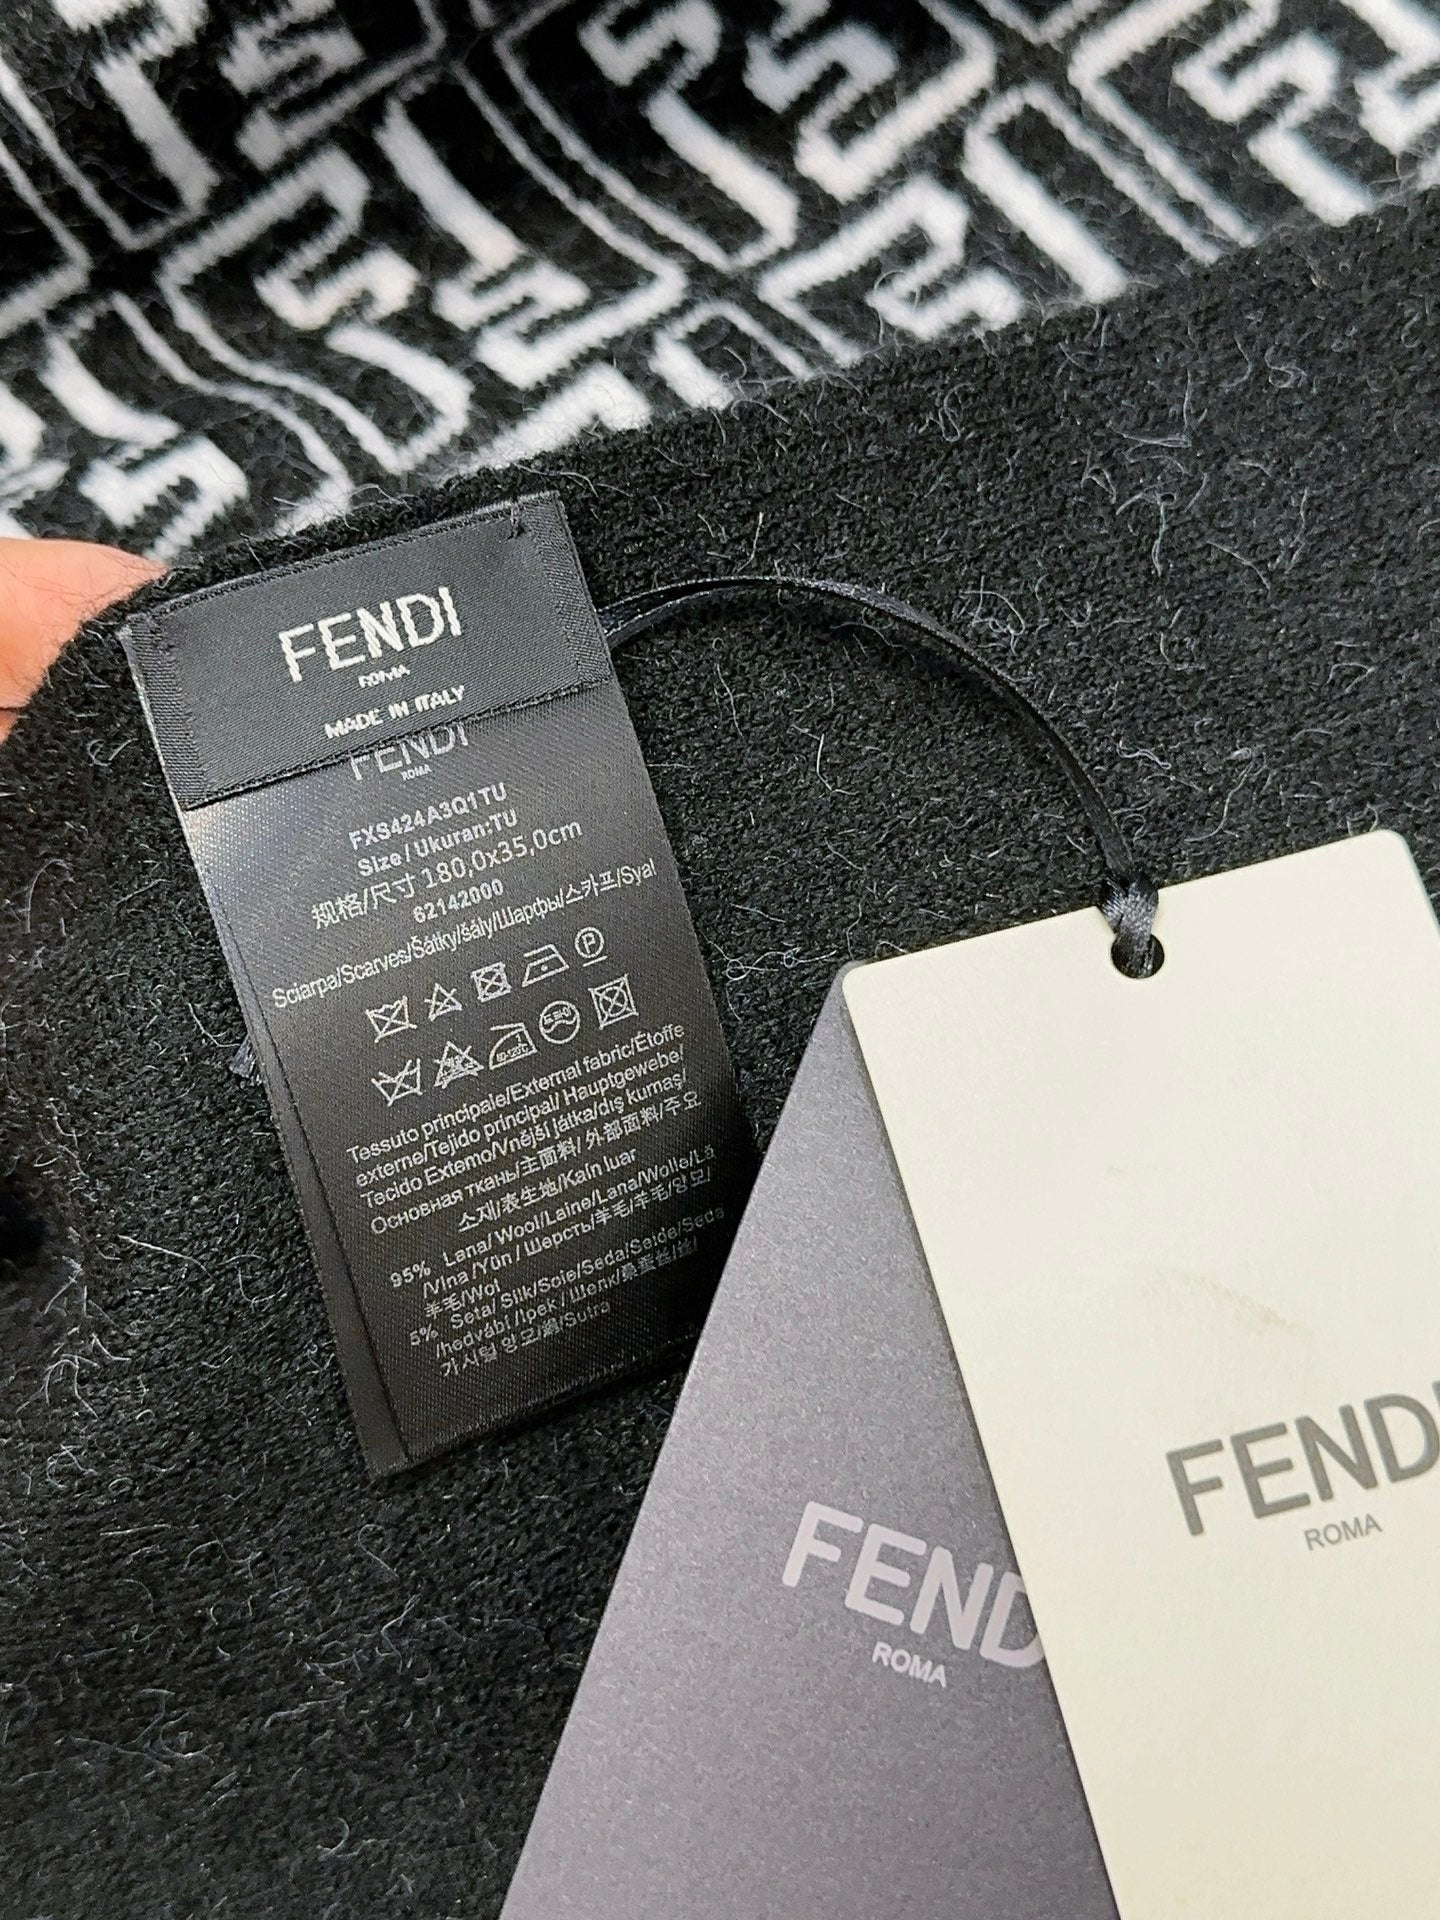 FENDI
ROMA
MADE IN ITALY
FENDI
ROMA
FXS424A3Q1TU
Size / Ukuran:TU
规格/尺寸 180,0x35,0cm
62142000
Sciarpa/Scarves/Šátky/šály/Шарфы/스카프/Syal
P
Tessuto principale/External fabric/Étoffe
externe/Tejido principal/ Hauptgewebe/
Tecido Externo/Vnější játka/dış kumaş/
Основная ткань/主面料/ 外部面料/주요
소재/表生地/Kain luar
95% Lana/ Wool/Laine/Lana/Wolle/Lã
/Vlna /Yün / Шерсть/羊毛/羊毛/양모/
羊毛/Wol
5% Seta/ Silk/Soie/Seda/Seide/Seda
/hedvábí /İpek / Шелк/桑蚕丝/丝/
가시털 양모/絹/Sutra
FENDI
ROMA
FEND
ROMA